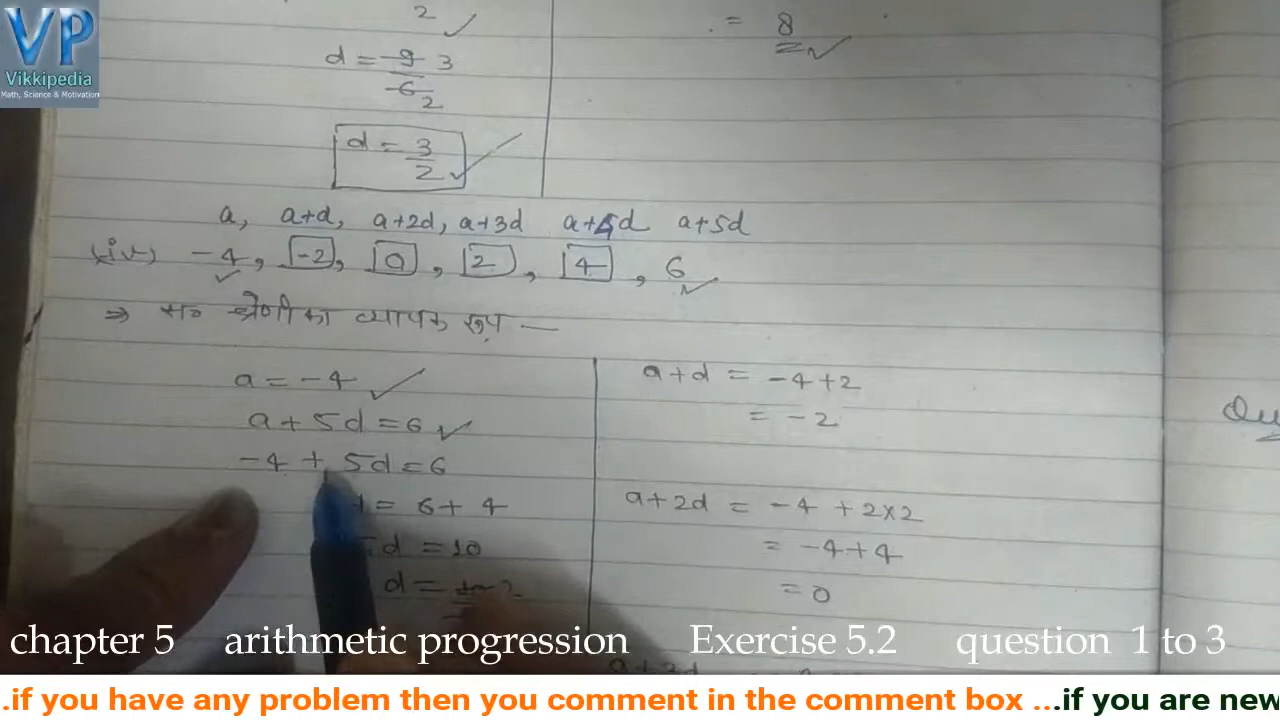 VP
Vikkipedia
Math, Science & Motivation
2
d = -9 3
-6 2
d = 3/2
= 8
a, a+d, a+2d, a+3d a+4d a+5d
(iv) -4, -2, 0, 2, 4, 6
⇒ स० श्रेणी का व्यापक रूप —
a = -4
a + 5d = 6
-4 + 5d = 6
= 6 + 4
5d = 10
d =
a+d = -4+2
= -2
a+2d = -4 + 2×2
= -4+4
= 0
a+3d
Qu
chapter 5 arithmetic progression Exercise 5.2 question 1 to 3
.if you have any problem then you comment in the comment box ...if you are new